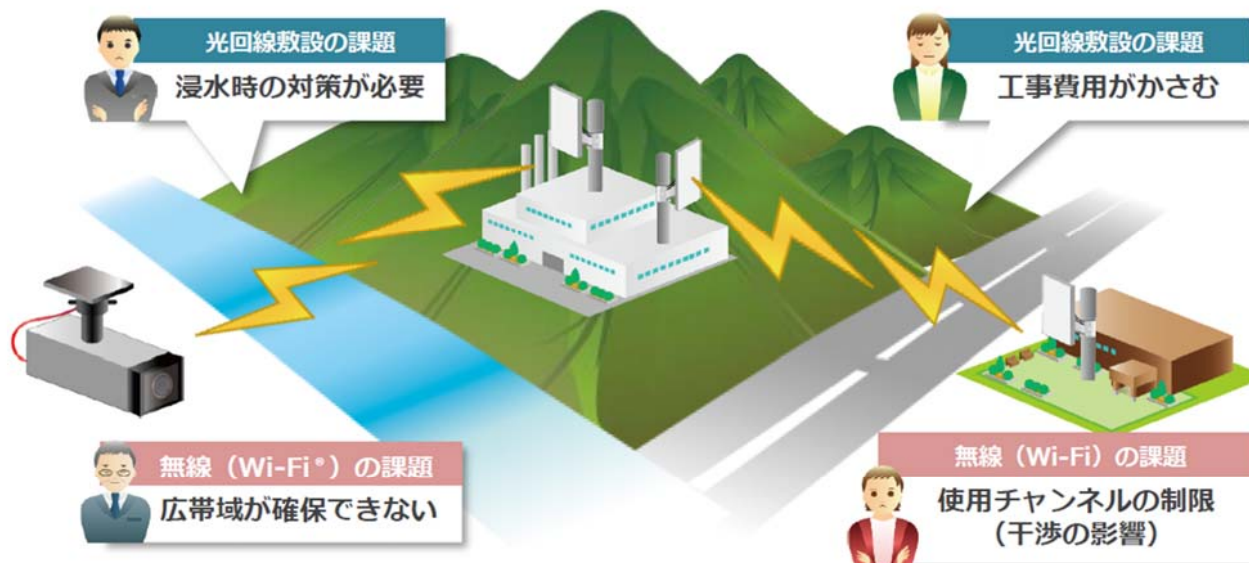 光回線敷設の課題
浸水時の対策が必要
光回線敷設の課題
工事費用がかさむ
無線（Wi-Fi®）の課題
広帯域が確保できない
無線（Wi-Fi）の課題
使用チャンネルの制限
（干渉の影響）